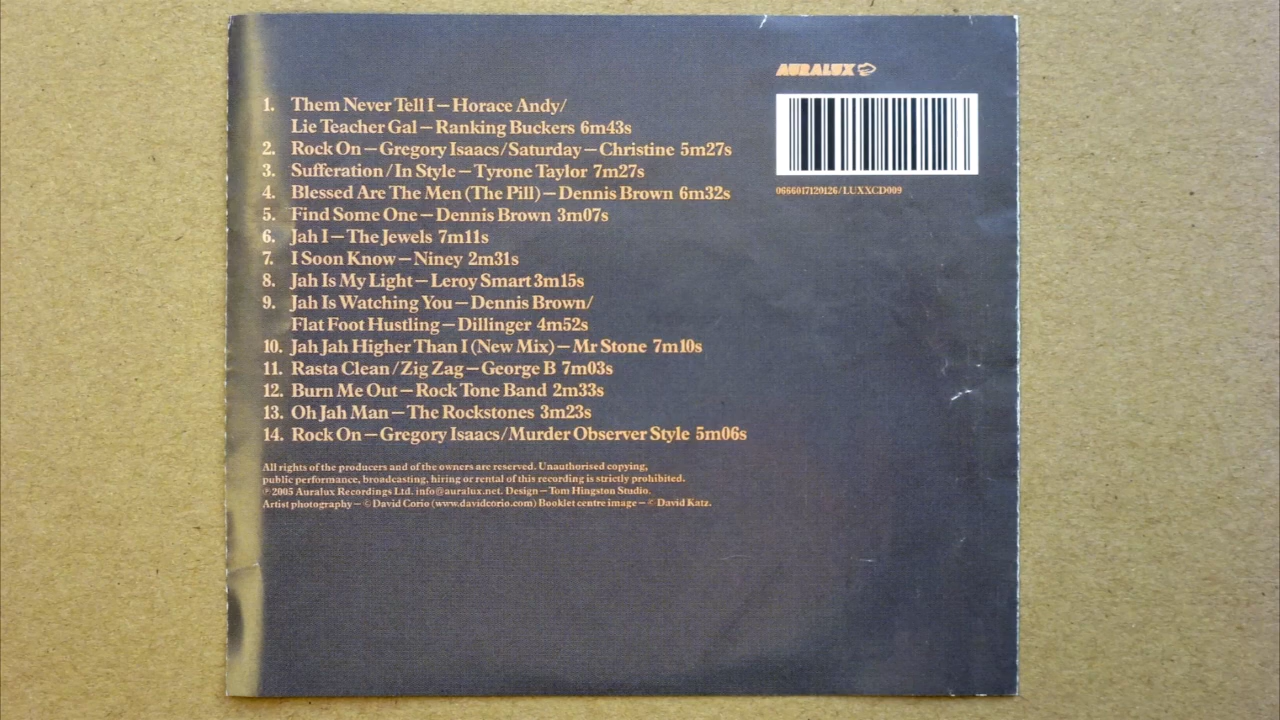 AURALUX
1. Them Never Tell I – Horace Andy/
Lie Teacher Gal – Ranking Buckers 6m43s
2. Rock On – Gregory Isaacs/Saturday – Christine 5m27s
3. Sufferation/In Style – Tyrone Taylor 7m27s
4. Blessed Are The Men (The Pill) – Dennis Brown 6m32s
5. Find Some One – Dennis Brown 3m07s
6. Jah I – The Jewels 7m11s
7. I Soon Know – Niney 2m31s
8. Jah Is My Light – Leroy Smart 3m15s
9. Jah Is Watching You – Dennis Brown/
Flat Foot Hustling – Dillinger 4m52s
10. Jah Jah Higher Than I (New Mix) – Mr Stone 7m10s
11. Rasta Clean/Zig Zag – George B 7m03s
12. Burn Me Out – Rock Tone Band 2m33s
13. Oh Jah Man – The Rockstones 3m23s
14. Rock On – Gregory Isaacs/Murder Observer Style 5m06s
0666017120126/LUXXCD009
All rights of the producers and of the owners are reserved. Unauthorised copying,
public performance, broadcasting, hiring or rental of this recording is strictly prohibited.
℗ 2005 Auralux Recordings Ltd. info@auralux.net. Design – Tom Hingston Studio.
Artist photography – © David Corio (www.davidcorio.com) Booklet centre image – © David Katz.